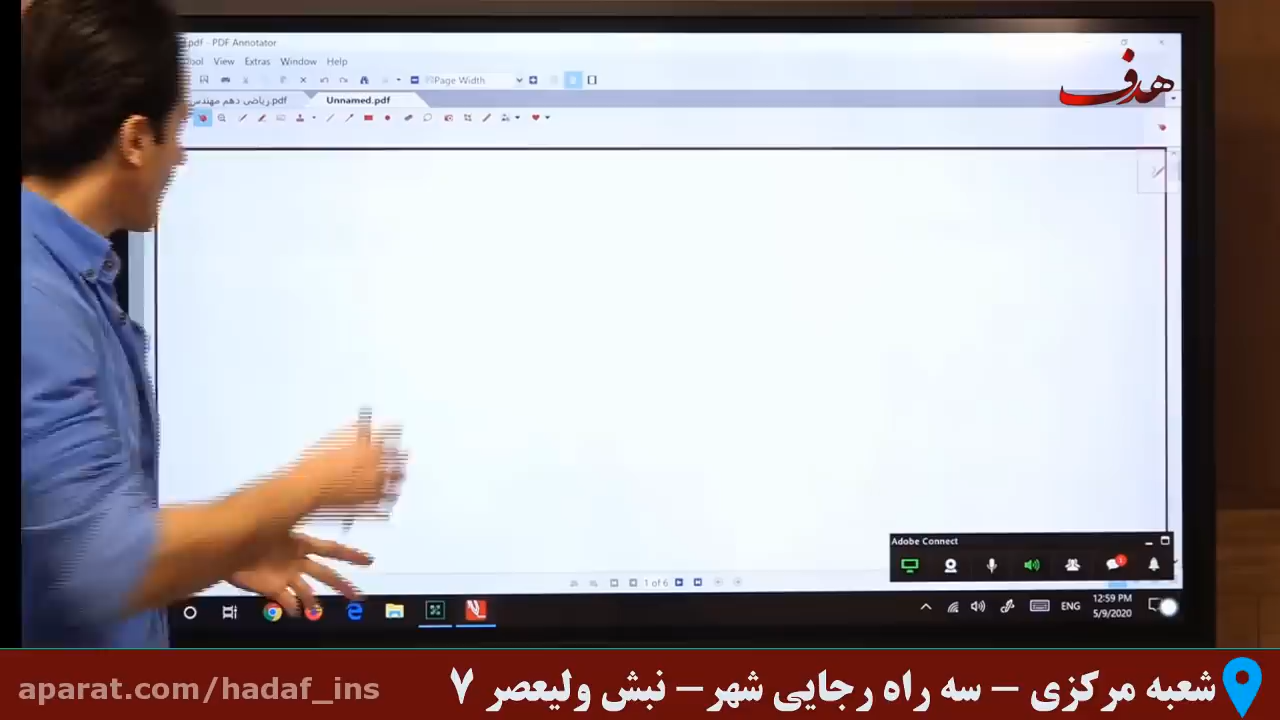 .pdf - PDF Annotator
ool View Extras Window Help
Page Width
ریاضی دهم مهندس.pdf
Unnamed.pdf
هدف
Adobe Connect
1 of 6
ENG
12:59 PM
5/9/2020
aparat.com/hadaf_ins
شعبه مرکزی - سه راه رجایی شهر- نبش ولیعصر ۷